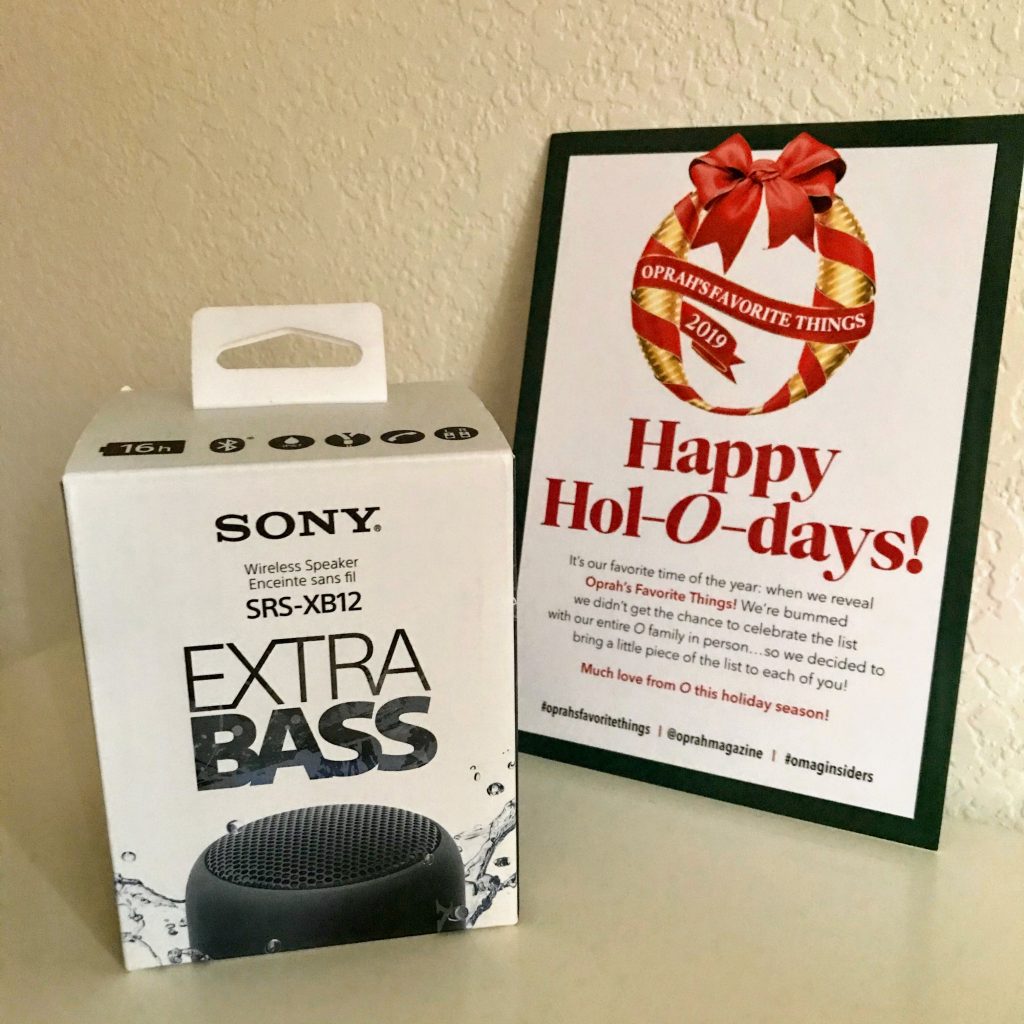 16h
SONY®
Wireless Speaker
Enceinte sans fil
SRS-XB12
EXTRA
BASS
OPRAH'S FAVORITE THINGS
2019
Happy
Hol-O-days!
It's our favorite time of the year: when we reveal
Oprah's Favorite Things! We're bummed
we didn't get the chance to celebrate the list
with our entire O family in person...so we decided to
bring a little piece of the list to each of you!
Much love from O this holiday season!
#oprahsfavoritethings | @oprahmagazine | #omaginsiders